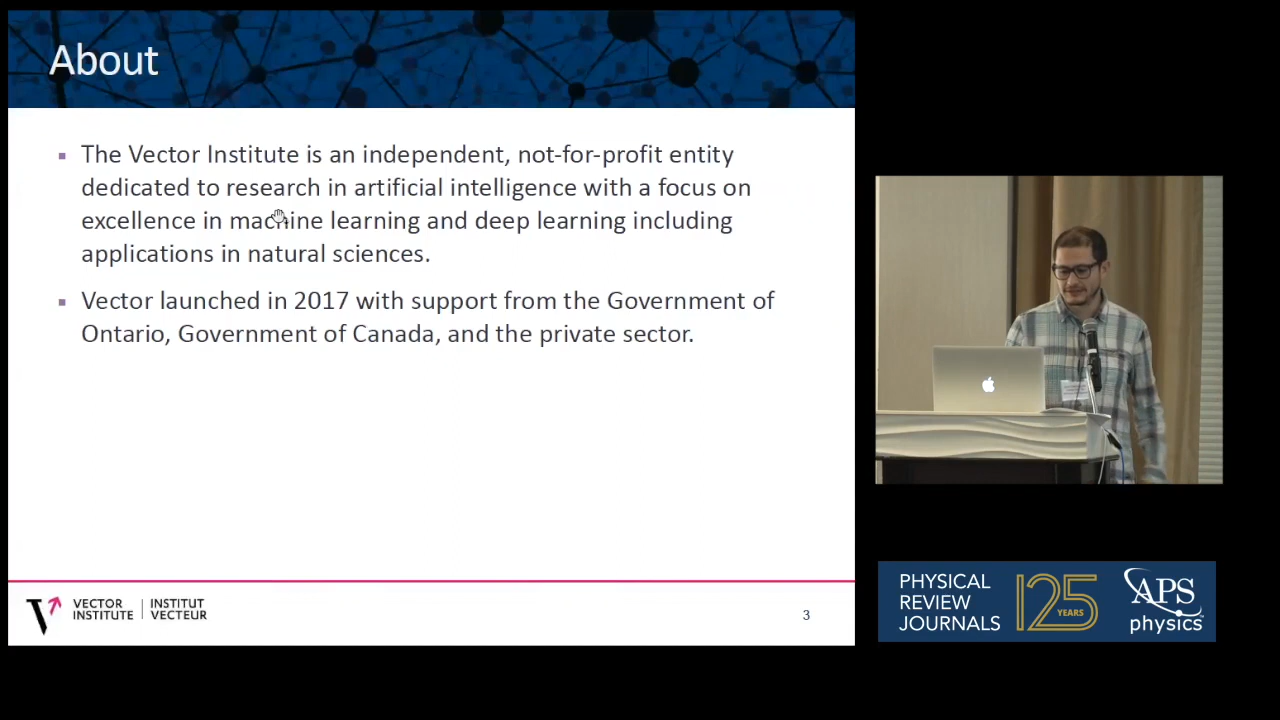 About
The Vector Institute is an independent, not-for-profit entity
dedicated to research in artificial intelligence with a focus on
excellence in machine learning and deep learning including
applications in natural sciences.
Vector launched in 2017 with support from the Government of
Ontario, Government of Canada, and the private sector.
VECTOR
INSTITUTE
INSTITUT
VECTEUR
3
PHYSICAL
REVIEW
JOURNALS
125
YEARS
APS
physics